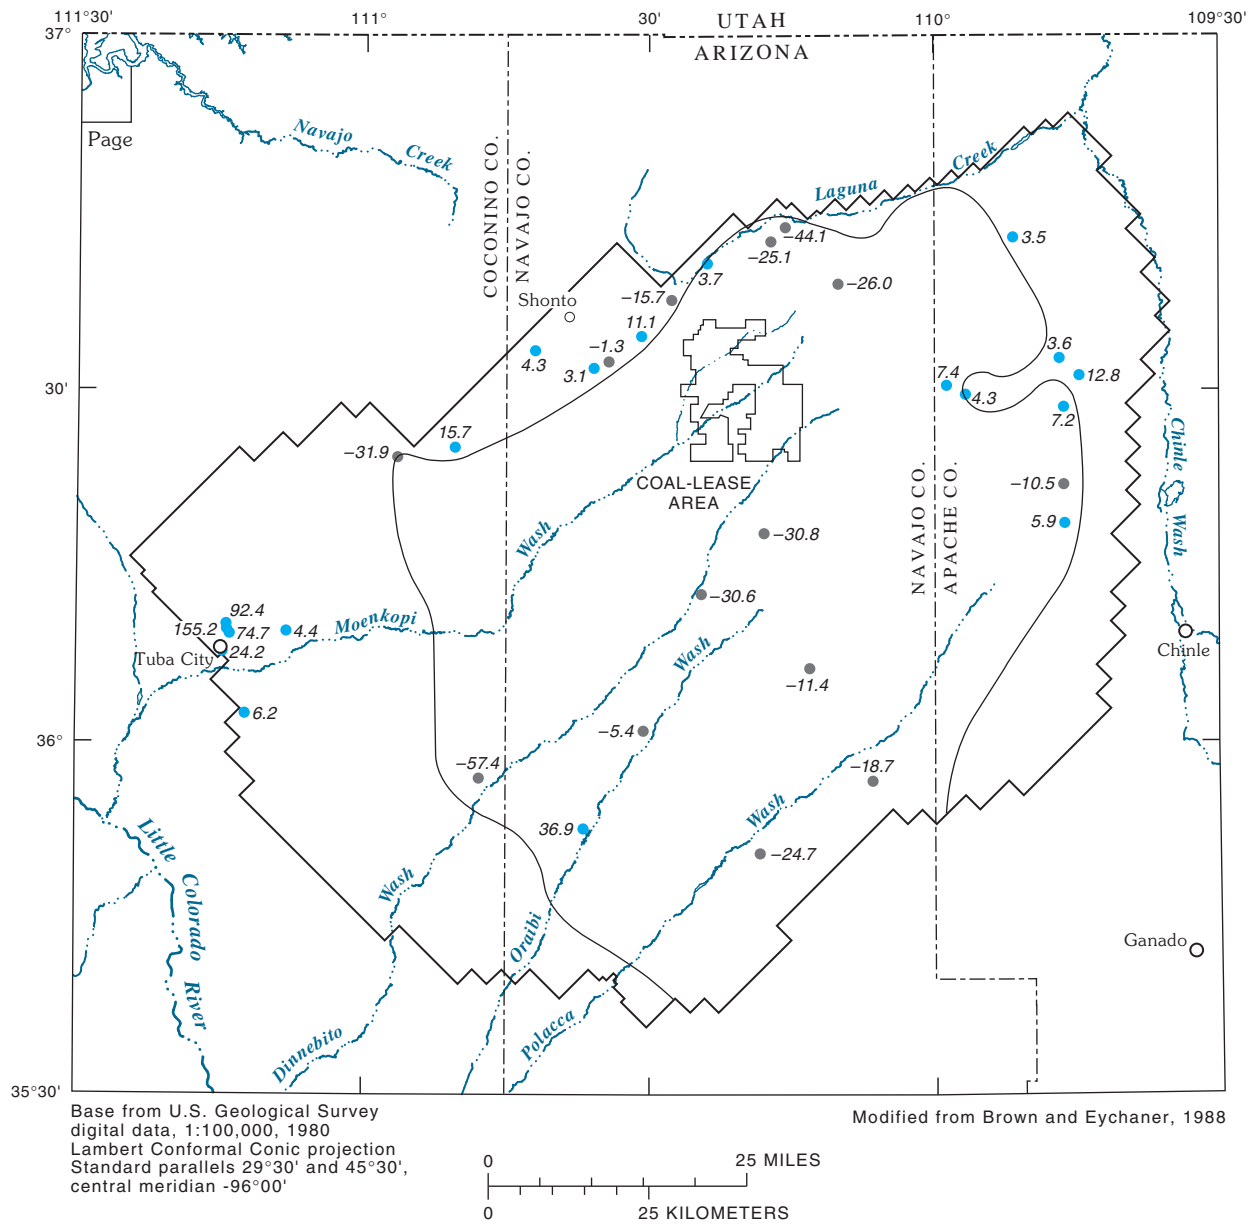 111°30'
111°
30'
UTAH
110°
109°30'
37°
ARIZONA
Page
Navajo
Creek
COCONINO CO.
NAVAJO CO.
Laguna
Creek
−44.1
−25.1
3.5
3.7
−26.0
−15.7
Shonto
11.1
−1.3
4.3
3.1
3.6
12.8
7.4
4.3
7.2
30'
15.7
−31.9
COAL-LEASE
AREA
Chinle
Wash
−10.5
5.9
NAVAJO CO.
APACHE CO.
−30.8
Wash
−30.6
92.4
155.2
74.7
4.4
Moenkopi
24.2
Tuba City
Wash
Chinle
−11.4
6.2
−5.4
36°
−57.4
−18.7
36.9
Wash
−24.7
Little
Colorado
River
Wash
Oraibi
Ganado
Dinnebito
Polacca
35°30'
Base from U.S. Geological Survey
digital data, 1:100,000, 1980
Lambert Conformal Conic projection
Standard parallels 29°30' and 45°30',
central meridian -96°00'
Modified from Brown and Eychaner, 1988
0
25 MILES
0
25 KILOMETERS